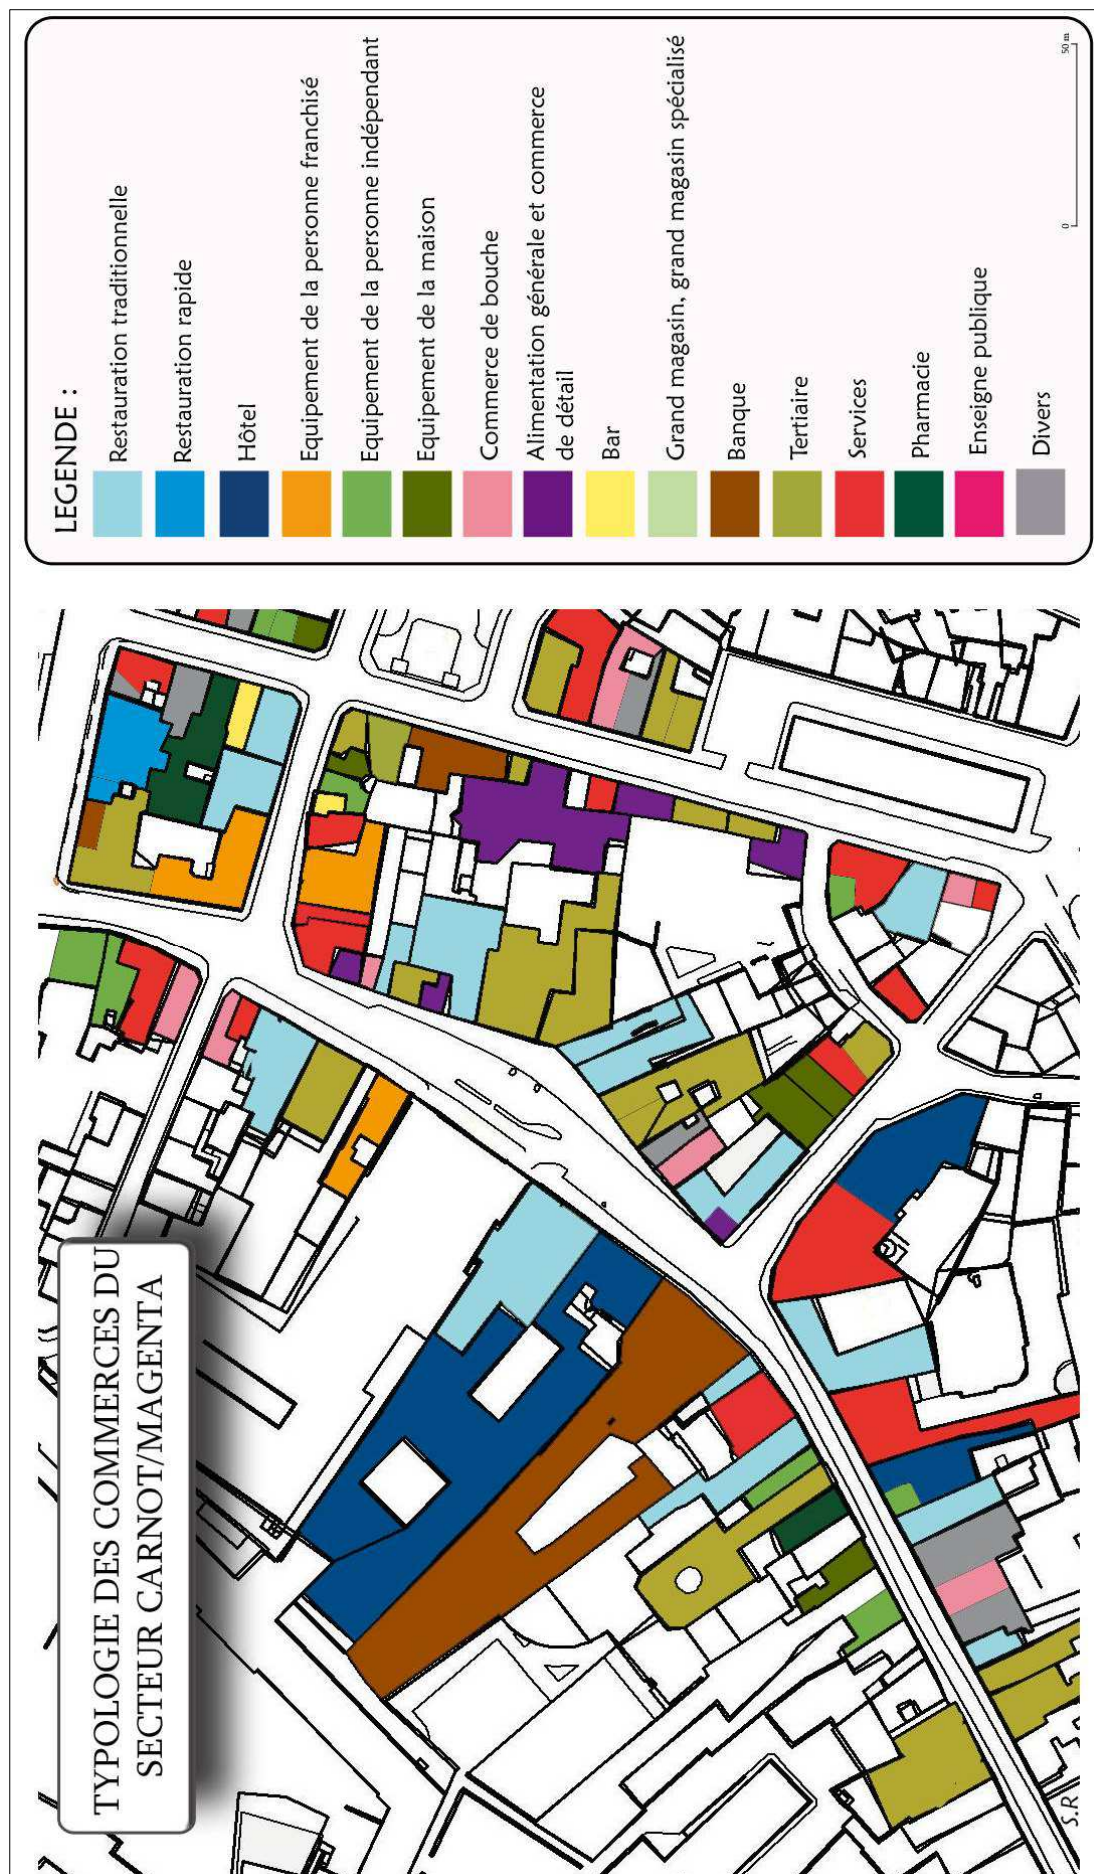 TYPOLOGIE DES COMMERCES DU
SECTEUR CARNOT/MAGENTA
LEGENDE :
Restauration traditionnelle
Restauration rapide
Hôtel
Equipement de la personne franchisé
Equipement de la personne indépendant
Equipement de la maison
Commerce de bouche
Alimentation générale et commerce
de détail
Bar
Grand magasin, grand magasin spécialisé
Banque
Tertiaire
Services
Pharmacie
Enseigne publique
Divers
0 50 m
S.R